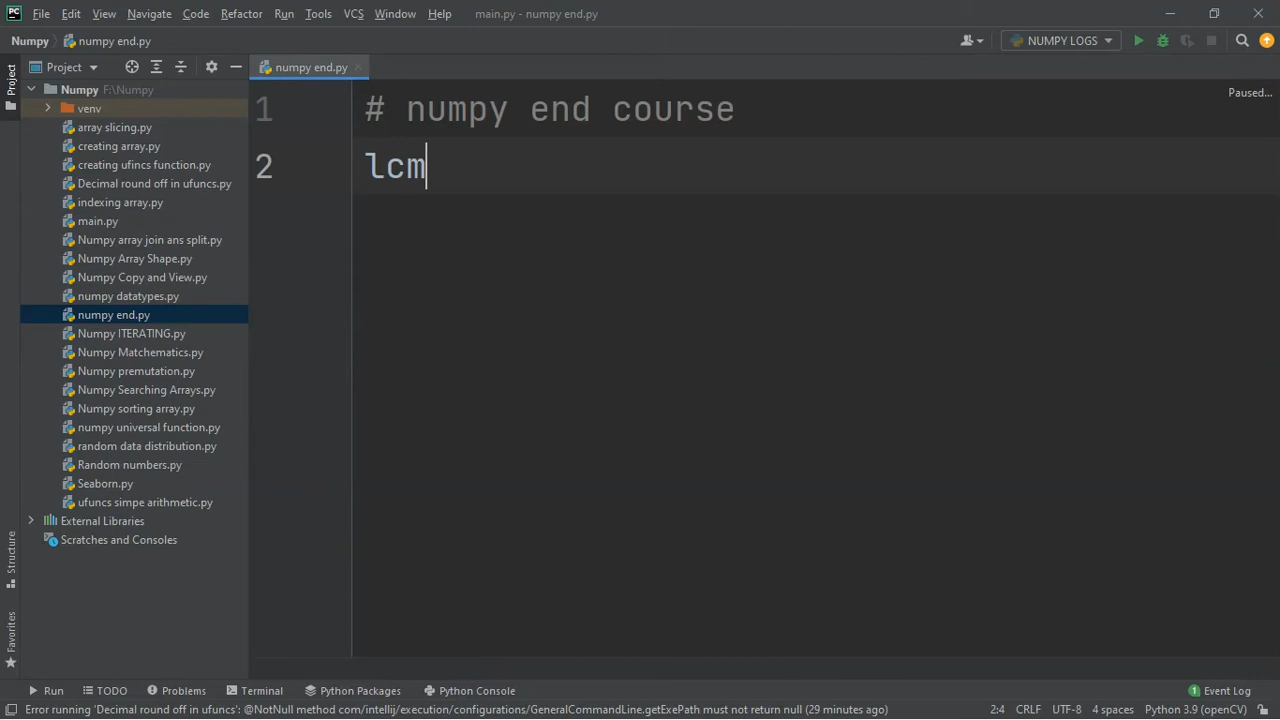 PC File Edit View Navigate Code Refactor Run Tools VCS Window Help main.py - numpy end.py
Numpy numpy end.py NUMPY LOGS
Project numpy end.py
Project
Numpy F:\Numpy
venv
array slicing.py
creating array.py
creating ufincs function.py
Decimal round off in ufuncs.py
indexing array.py
main.py
Numpy array join ans split.py
Numpy Array Shape.py
Numpy Copy and View.py
numpy datatypes.py
numpy end.py
Numpy ITERATING.py
Numpy Matchematics.py
Numpy premutation.py
Numpy Searching Arrays.py
Numpy sorting array.py
numpy universal function.py
random data distribution.py
Random numbers.py
Seaborn.py
ufuncs simpe arithmetic.py
External Libraries
Scratches and Consoles
1 # numpy end course
2 lcm
Paused...
Structure
Favorites
Run TODO Problems Terminal Python Packages Python Console 1 Event Log
Error running 'Decimal round off in ufuncs': @NotNull method com/intellij/execution/configurations/GeneralCommandLine.getExePath must not return null (29 minutes ago) 2:4 CRLF UTF-8 4 spaces Python 3.9 (openCV)